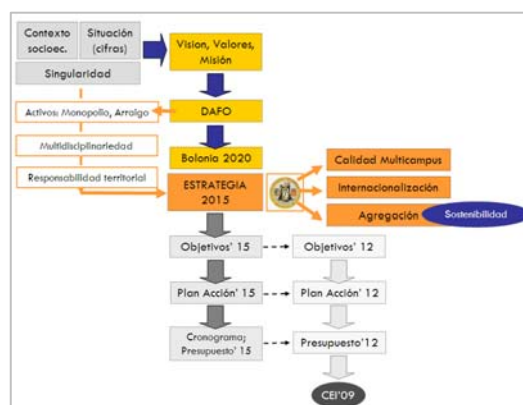 Contexto
socioec.
Situación
(cifras)
Singularidad
Vision, Valores,
Misión
Activos: Monopolio, Arraigo
DAFO
Multidisciplinariedad
Bolonia 2020
Responsabilidad territorial
ESTRATEGIA
2015
Calidad Multicampus
Internacionalización
Agregación
Sostenibilidad
Objetivos' 15
Objetivos' 12
Plan Acción' 15
Plan Acción' 12
Cronograma;
Presupuesto' 15
Presupuesto'12
CEI'09